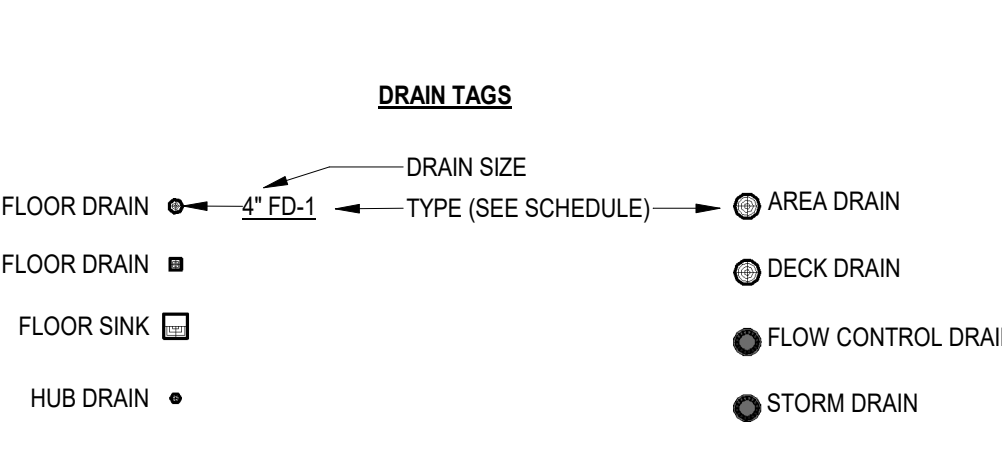 DRAIN TAGS
DRAIN SIZE
FLOOR DRAIN 4" FD-1 TYPE (SEE SCHEDULE) AREA DRAIN
FLOOR DRAIN DECK DRAIN
FLOOR SINK FLOW CONTROL DRAI
HUB DRAIN STORM DRAIN